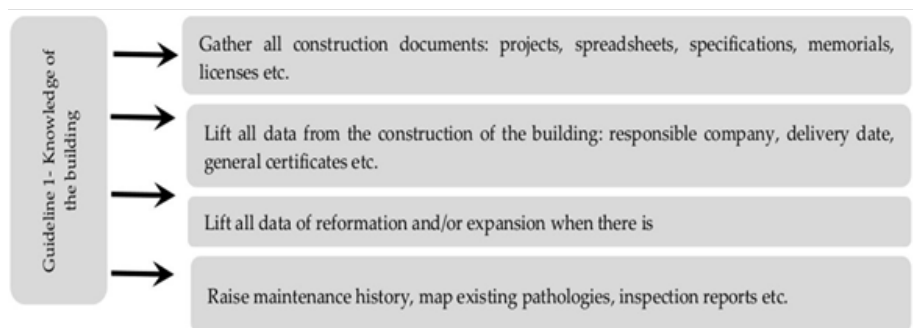 Guideline 1- Knowledge of
the building
Gather all construction documents: projects, spreadsheets, specifications, memorials,
licenses etc.
Lift all data from the construction of the building: responsible company, delivery date,
general certificates etc.
Lift all data of reformation and/or expansion when there is
Raise maintenance history, map existing pathologies, inspection reports etc.